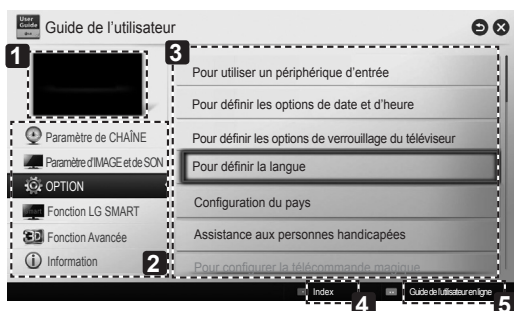 User
Guide
Guide de l'utilisateur
1
3
Pour utiliser un périphérique d'entrée
Pour définir les options de date et d'heure
Pour définir les options de verrouillage du téléviseur
Pour définir la langue
Configuration du pays
Assistance aux personnes handicapées
Pour configurer la télécommande magique
Paramètre de CHAÎNE
Paramètre d'IMAGE et de SON
OPTION
Fonction LG SMART
3D Fonction Avancée
Information
2
Index
4
Guide de l'utilisateur en ligne
5